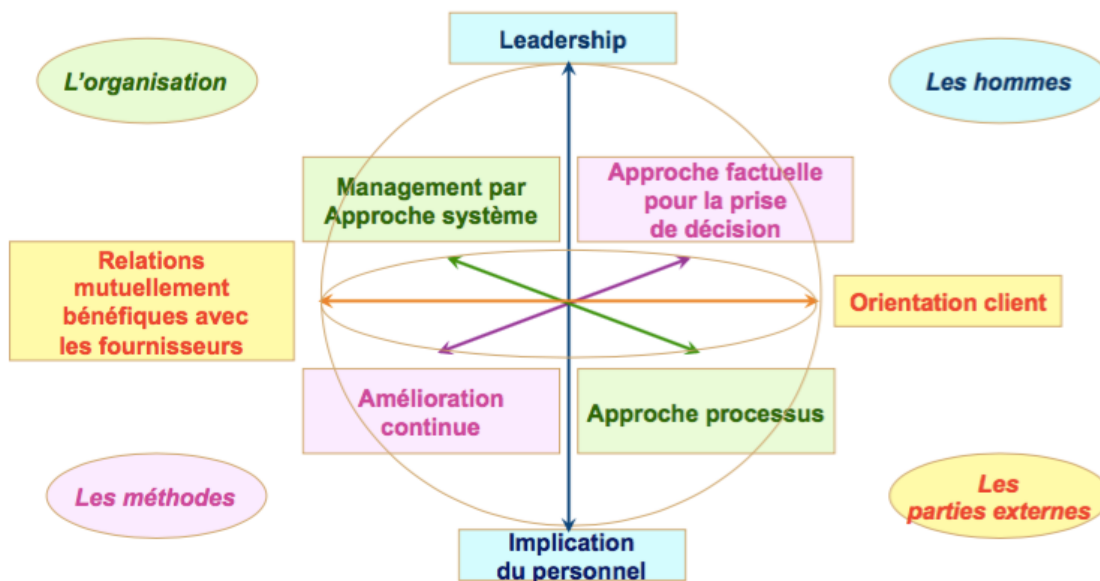 Leadership
L'organisation
Les hommes
Management par
Approche système
Approche factuelle
pour la prise
de décision
Relations
mutuellement
bénéfiques avec
les fournisseurs
Orientation client
Amélioration
continue
Approche processus
Les méthodes
Les
parties externes
Implication
du personnel